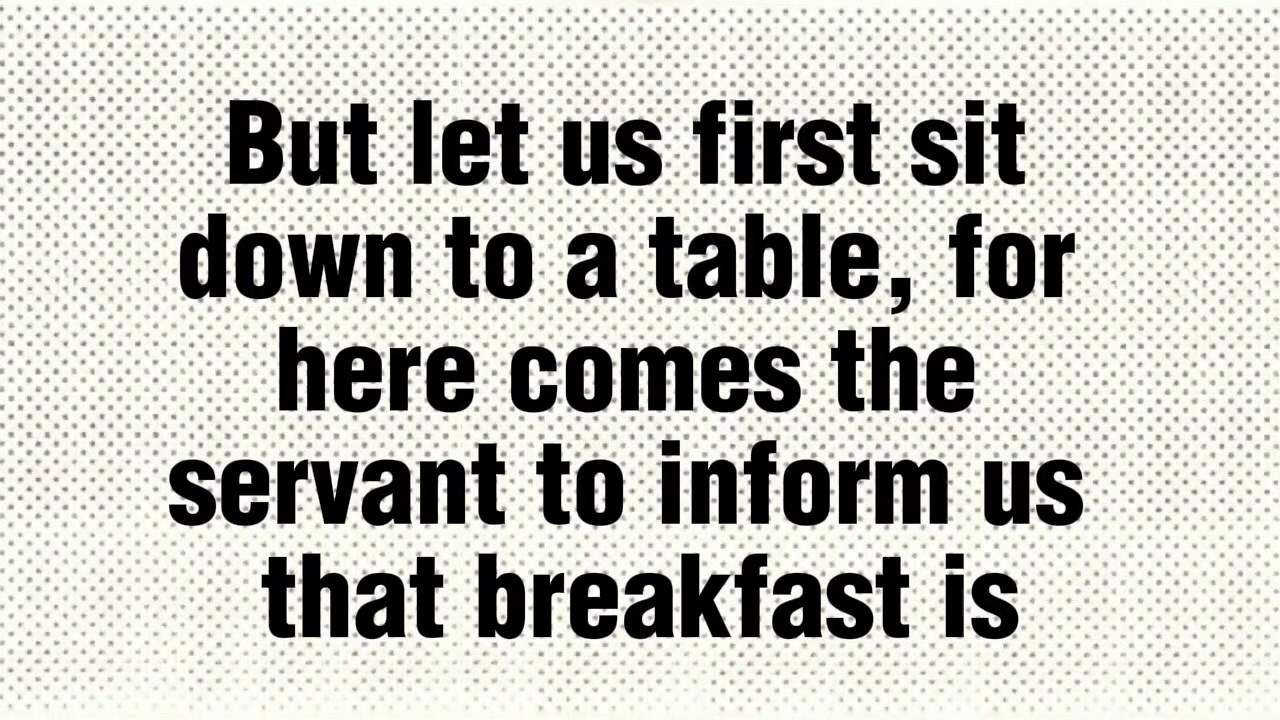 But let us first sit
down to a table, for
here comes the
servant to inform us
that breakfast is